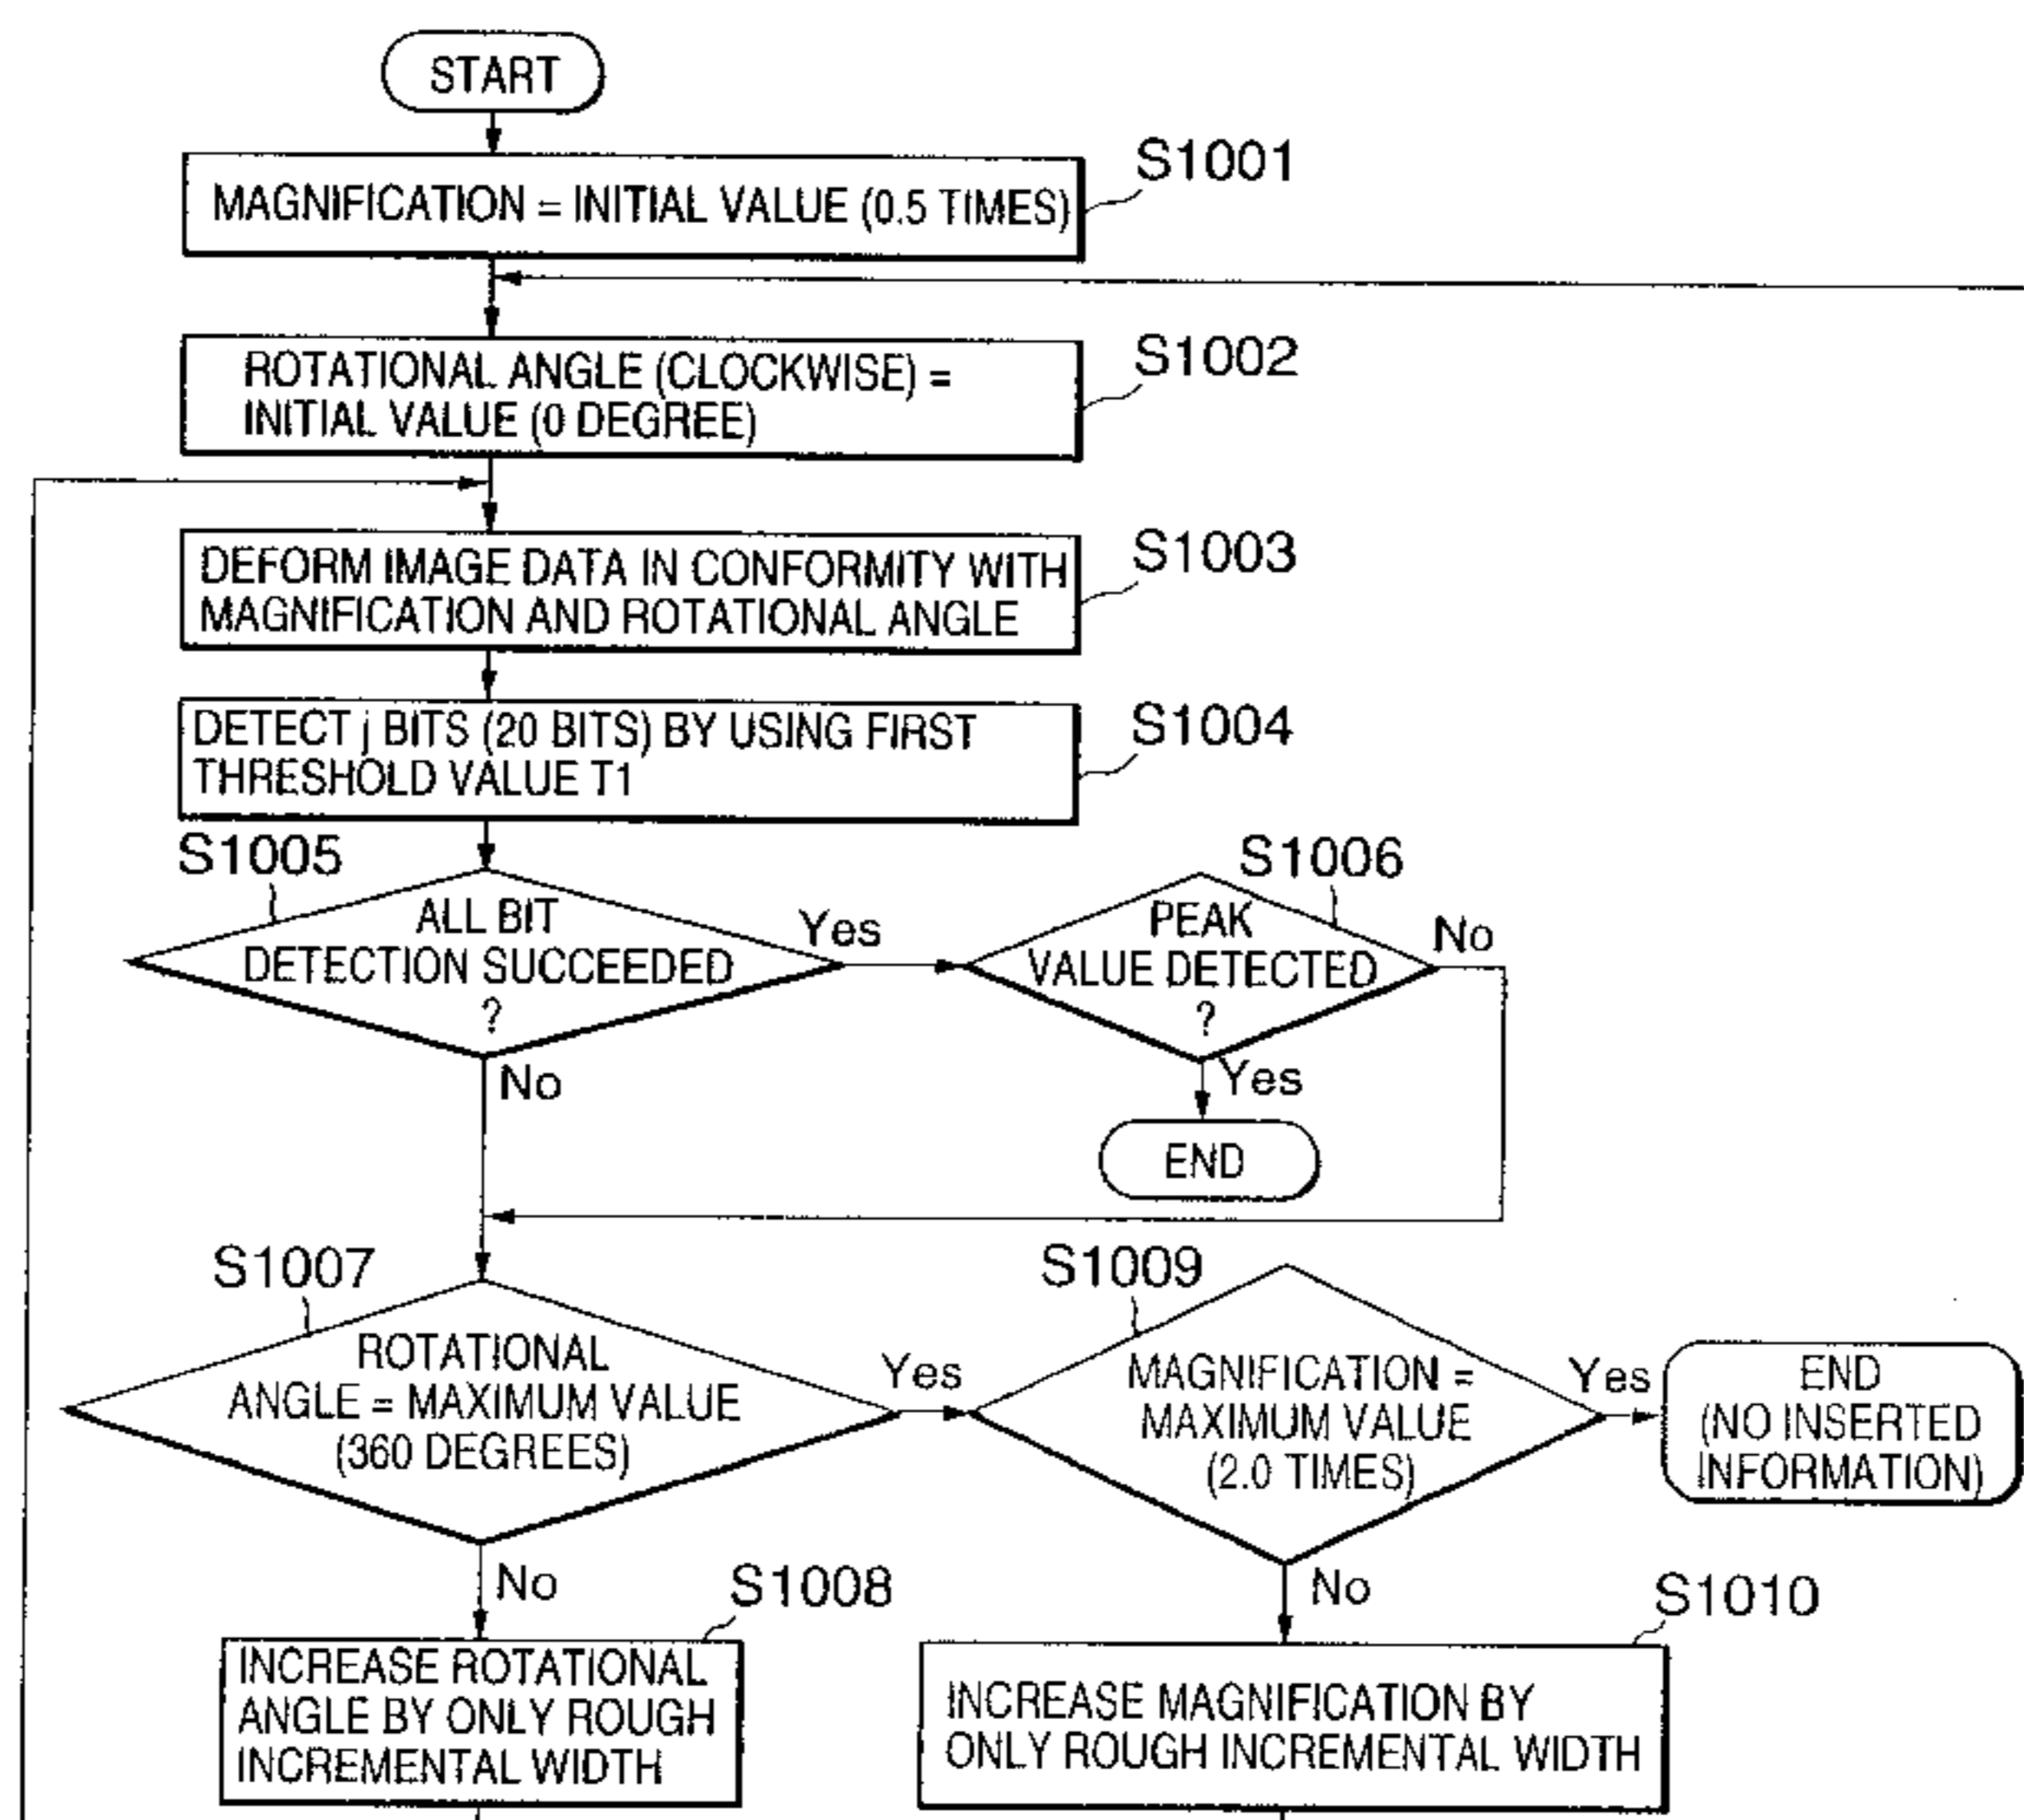 START
S1001
MAGNIFICATION = INITIAL VALUE (0.5 TIMES)
S1002
ROTATIONAL ANGLE (CLOCKWISE) =
INITIAL VALUE (0 DEGREE)
S1003
DEFORM IMAGE DATA IN CONFORMITY WITH
MAGNIFICATION AND ROTATIONAL ANGLE
S1004
DETECT j BITS (20 BITS) BY USING FIRST
THRESHOLD VALUE T1
S1005
ALL BIT
DETECTION SUCCEEDED
?
Yes
No
S1006
PEAK
VALUE DETECTED
?
No
Yes
END
S1007
ROTATIONAL
ANGLE = MAXIMUM VALUE
(360 DEGREES)
Yes
No
S1009
MAGNIFICATION =
MAXIMUM VALUE
(2.0 TIMES)
Yes
No
END
(NO INSERTED
INFORMATION)
S1008
INCREASE ROTATIONAL
ANGLE BY ONLY ROUGH
INCREMENTAL WIDTH
S1010
INCREASE MAGNIFICATION BY
ONLY ROUGH INCREMENTAL WIDTH